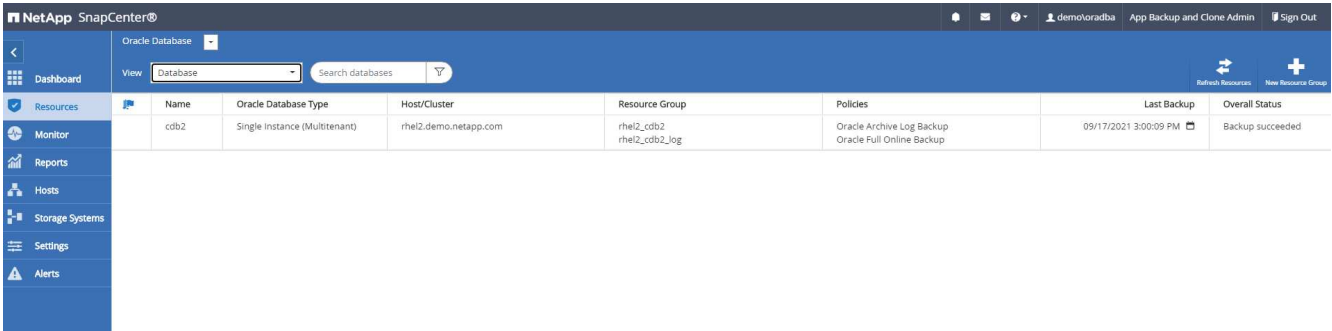 NetApp SnapCenter®
demo\oradba App Backup and Clone Admin Sign Out
Oracle Database
View Database Search databases
Refresh Resources New Resource Group
Dashboard
Resources
Monitor
Reports
Hosts
Storage Systems
Settings
Alerts
Name Oracle Database Type Host/Cluster Resource Group Policies Last Backup Overall Status
cdb2 Single Instance (Multitenant) rhel2.demo.netapp.com rhel2_cdb2 Oracle Archive Log Backup 09/17/2021 3:00:09 PM Backup succeeded
rhel2_cdb2_log Oracle Full Online Backup